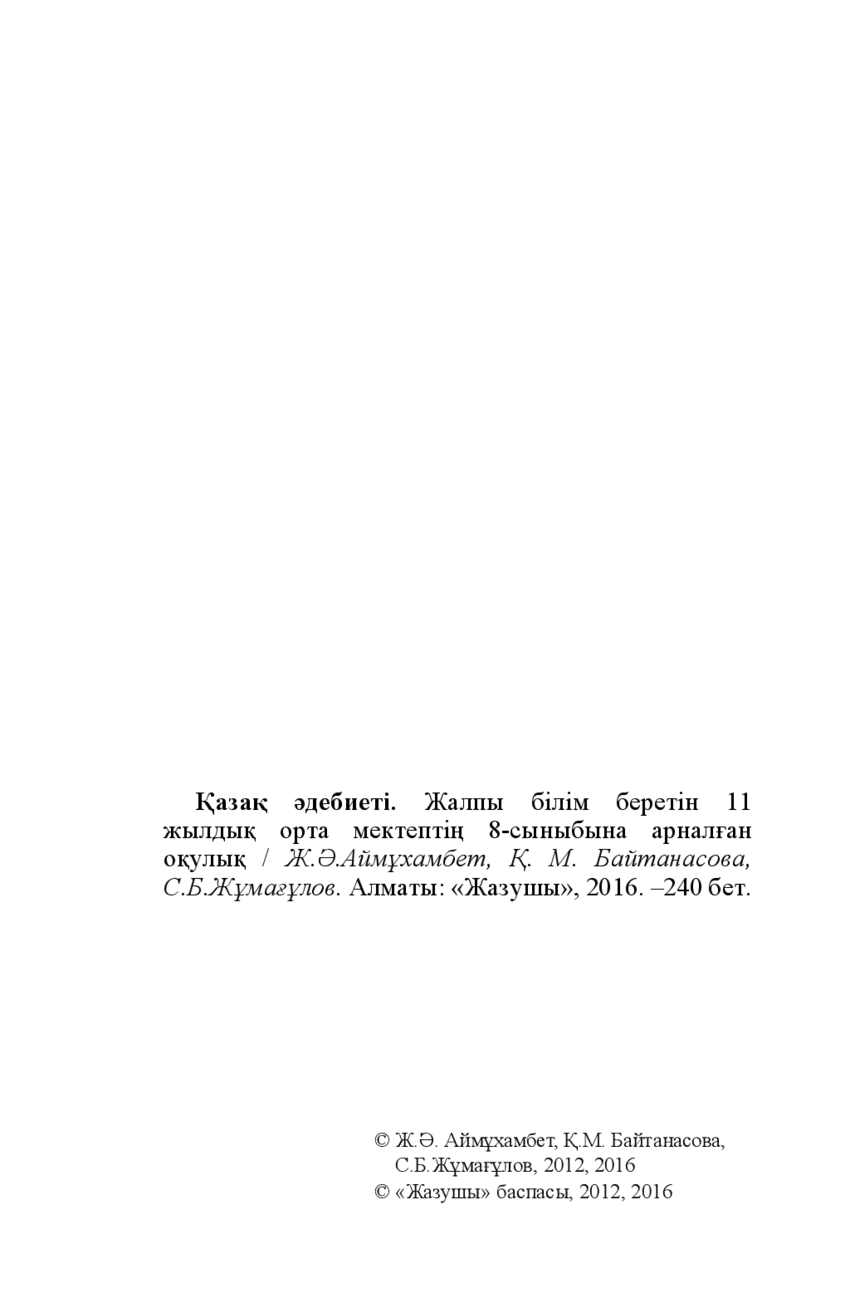 Қазақ әдебиеті. Жалпы білім беретін 11
жылдық орта мектептің 8-сыныбына арналған
оқулық / Ж.Ә.Аймұхамбет, Қ. М. Байтанасова,
С.Б.Жұмағұлов. Алматы: «Жазушы», 2016. –240 бет.
© Ж.Ә. Аймұхамбет, Қ.М. Байтанасова,
С.Б.Жұмағұлов, 2012, 2016
© «Жазушы» баспасы, 2012, 2016